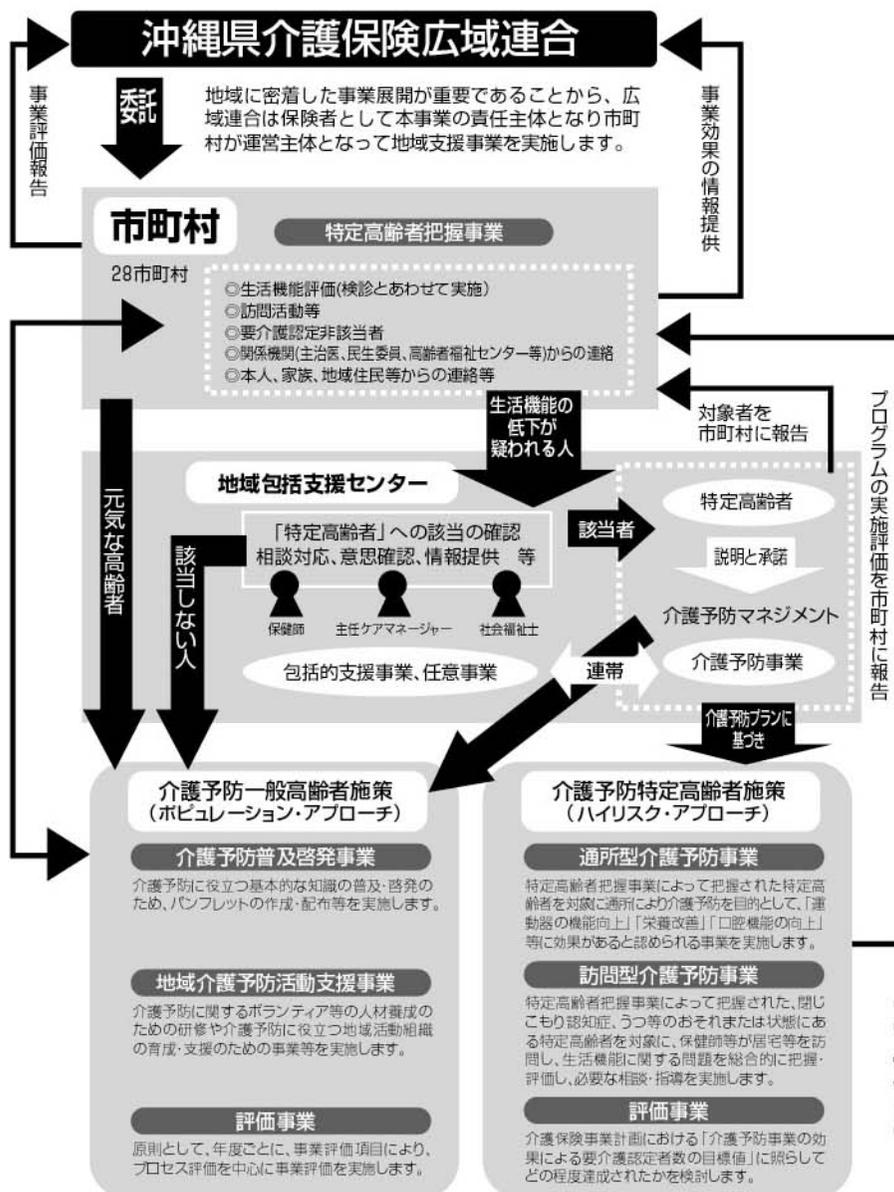 沖縄県介護保険広域連合
委託
地域に密着した事業展開が重要であることから、広
域連合は保険者として本事業の責任主体となり市町
村が運営主体となって地域支援事業を実施します。
事業評価報告
事業効果の情報提供
市町村
特定高齢者把握事業
28市町村
◎生活機能評価(検診とあわせて実施)
◎訪問活動等
◎要介護認定非該当者
◎関係機関(主治医、民生委員、高齢者福祉センター等)からの連絡
◎本人、家族、地域住民等からの連絡等
生活機能の
低下が
疑われる人
対象者を
市町村に報告
プログラムの実施評価を市町村に報告
元気な高齢者
地域包括支援センター
「特定高齢者」への該当の確認
相談対応、意思確認、情報提供 等
該当しない人
該当者
保健師
主任ケアマネージャー
社会福祉士
特定高齢者
説明と承諾
介護予防マネジメント
介護予防事業
包括的支援事業、任意事業
連帯
介護予防プランに
基づき
介護予防一般高齢者施策
(ポピュレーション・アプローチ)
介護予防普及啓発事業
介護予防に役立つ基本的な知識の普及・啓発の
ため、パンフレットの作成・配布等を実施します。
地域介護予防活動支援事業
介護予防に関するボランティア等の人材養成の
ための研修や介護予防に役立つ地域活動組織
の育成・支援のための事業等を実施します。
評価事業
原則として、年度ごとに、事業評価項目により、
プロセス評価を中心に事業評価を実施します。
介護予防特定高齢者施策
(ハイリスク・アプローチ)
通所型介護予防事業
特定高齢者把握事業によって把握された特定高
齢者を対象に通所により介護予防を目的として、「運
動器の機能向上」「栄養改善」「口腔機能の向上」
等に効果があると認められる事業を実施します。
訪問型介護予防事業
特定高齢者把握事業によって把握された、閉じ
こもり認知症、うつ等のおそれまたは状態にあ
る特定高齢者を対象に、保健師等が居宅等を訪
問し、生活機能に関する問題を総合的に把握・
評価し、必要な相談・指導を実施します。
評価事業
介護保険事業計画における「介護予防事業の効
果による要介護認定者数の目標値」に照らして
どの程度達成されたかを検討します。